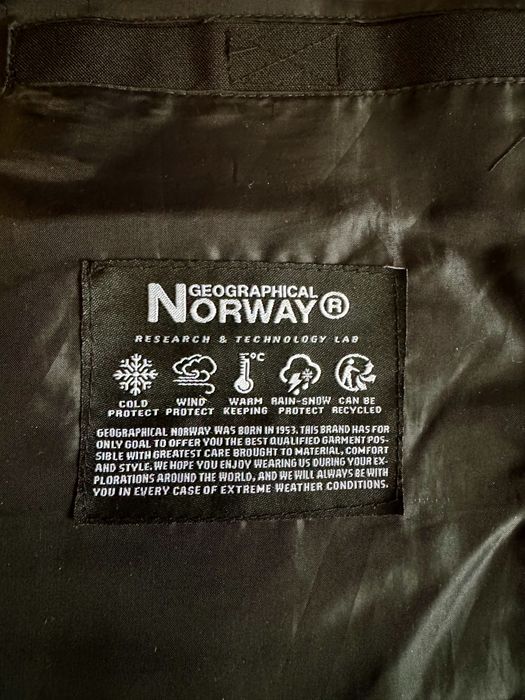 GEOGRAPHICAL
NORWAY®
RESEARCH & TECHNOLOGY LAB
°C
COLD PROTECT
WIND PROTECT
WARM KEEPING
RAIN-SNOW PROTECT
CAN BE RECYCLED
GEOGRAPHICAL NORWAY WAS BORN IN 1953. THIS BRAND HAS FOR
ONLY GOAL TO OFFER YOU THE BEST QUALIFIED GARMENT POS-
SIBLE WITH GREATEST CARE BROUGHT TO MATERIAL, COMFORT
AND STYLE. WE HOPE YOU ENJOY WEARING US DURING YOUR EX-
PLORATIONS AROUND THE WORLD, AND WE WILL ALWAYS BE WITH
YOU IN EVERY CASE OF EXTREME WEATHER CONDITIONS.